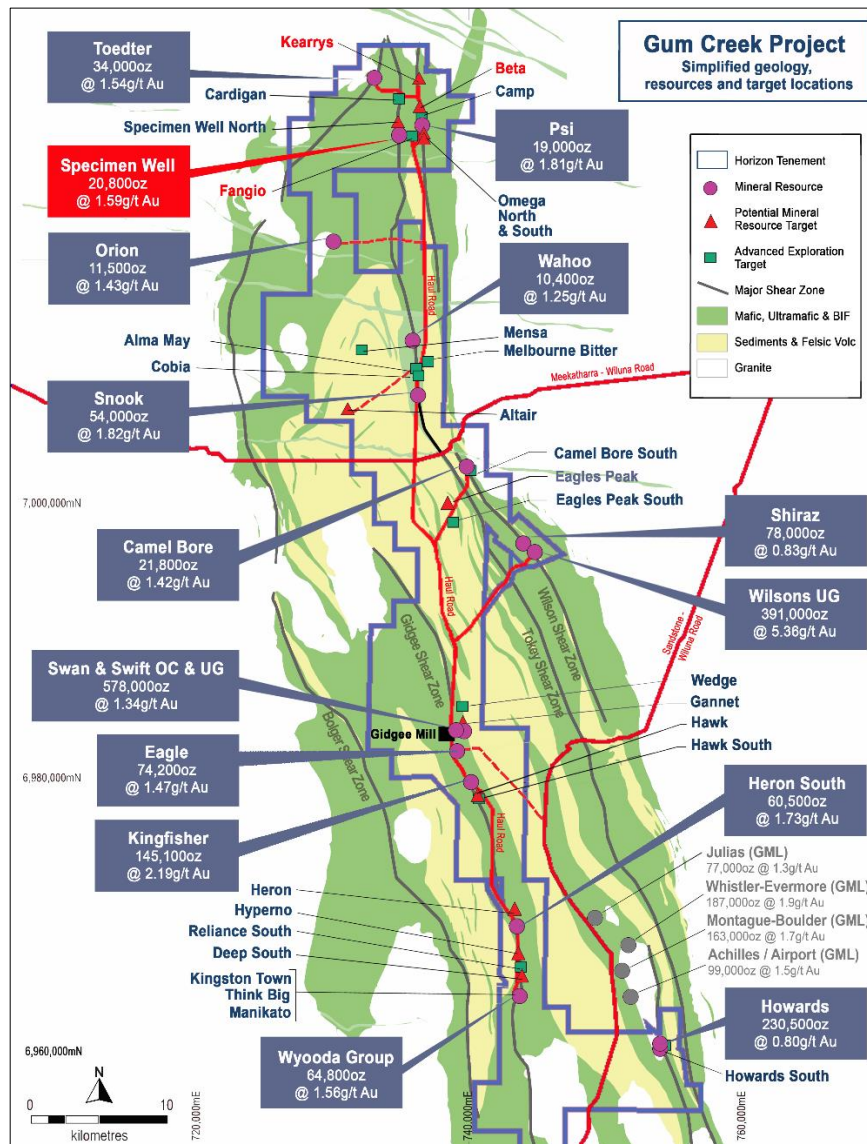 Gum Creek Project
Simplified geology,
resources and target locations
Horizon Tenement
Mineral Resource
Potential Mineral
Resource Target
Advanced Exploration
Target
Major Shear Zone
Mafic, Ultramafic & BIF
Sediments & Felsic Volc
Granite
Toedter
34,000oz
@ 1.54g/t Au
Kearrys
Beta
Cardigan
Camp
Specimen Well North
Psi
19,000oz
@ 1.81g/t Au
Specimen Well
20,800oz
@ 1.59g/t Au
Fangio
Omega
North
& South
Orion
11,500oz
@ 1.43g/t Au
Haul Road
Wahoo
10,400oz
@ 1.25g/t Au
Alma May
Mensa
Cobia
Melbourne Bitter
Meekatharra - Wiluna Road
Snook
54,000oz
@ 1.82g/t Au
Altair
Camel Bore South
Eagles Peak
Eagles Peak South
7,000,000mN
Camel Bore
21,800oz
@ 1.42g/t Au
Shiraz
78,000oz
@ 0.83g/t Au
Wilsons UG
391,000oz
@ 5.36g/t Au
Haul Road
Gidgee Shear Zone
Wilson Shear Zone
Tokay Shear Zone
Sandstone -
Wiluna Road
Bolger Shear Zone
Swan & Swift OC & UG
578,000oz
@ 1.34g/t Au
Wedge
Gannet
Gidgee Mill
Hawk
Hawk South
Eagle
74,200oz
@ 1.47g/t Au
6,980,000mN
Heron South
60,500oz
@ 1.73g/t Au
Kingfisher
145,100oz
@ 2.19g/t Au
Haul Road
Julias (GML)
77,000oz @ 1.3g/t Au
Whistler-Evermore (GML)
187,000oz @ 1.9g/t Au
Montague-Boulder (GML)
163,000oz @ 1.7g/t Au
Achilles / Airport (GML)
99,000oz @ 1.5g/t Au
Heron
Hyperno
Reliance South
Deep South
Kingston Town
Think Big
Manikato
Howards
230,500oz
@ 0.80g/t Au
Howards South
6,960,000mN
Wyooda Group
64,800oz
@ 1.56g/t Au
N
0
10
kilometres
720,000mE
740,000mE
760,000mE